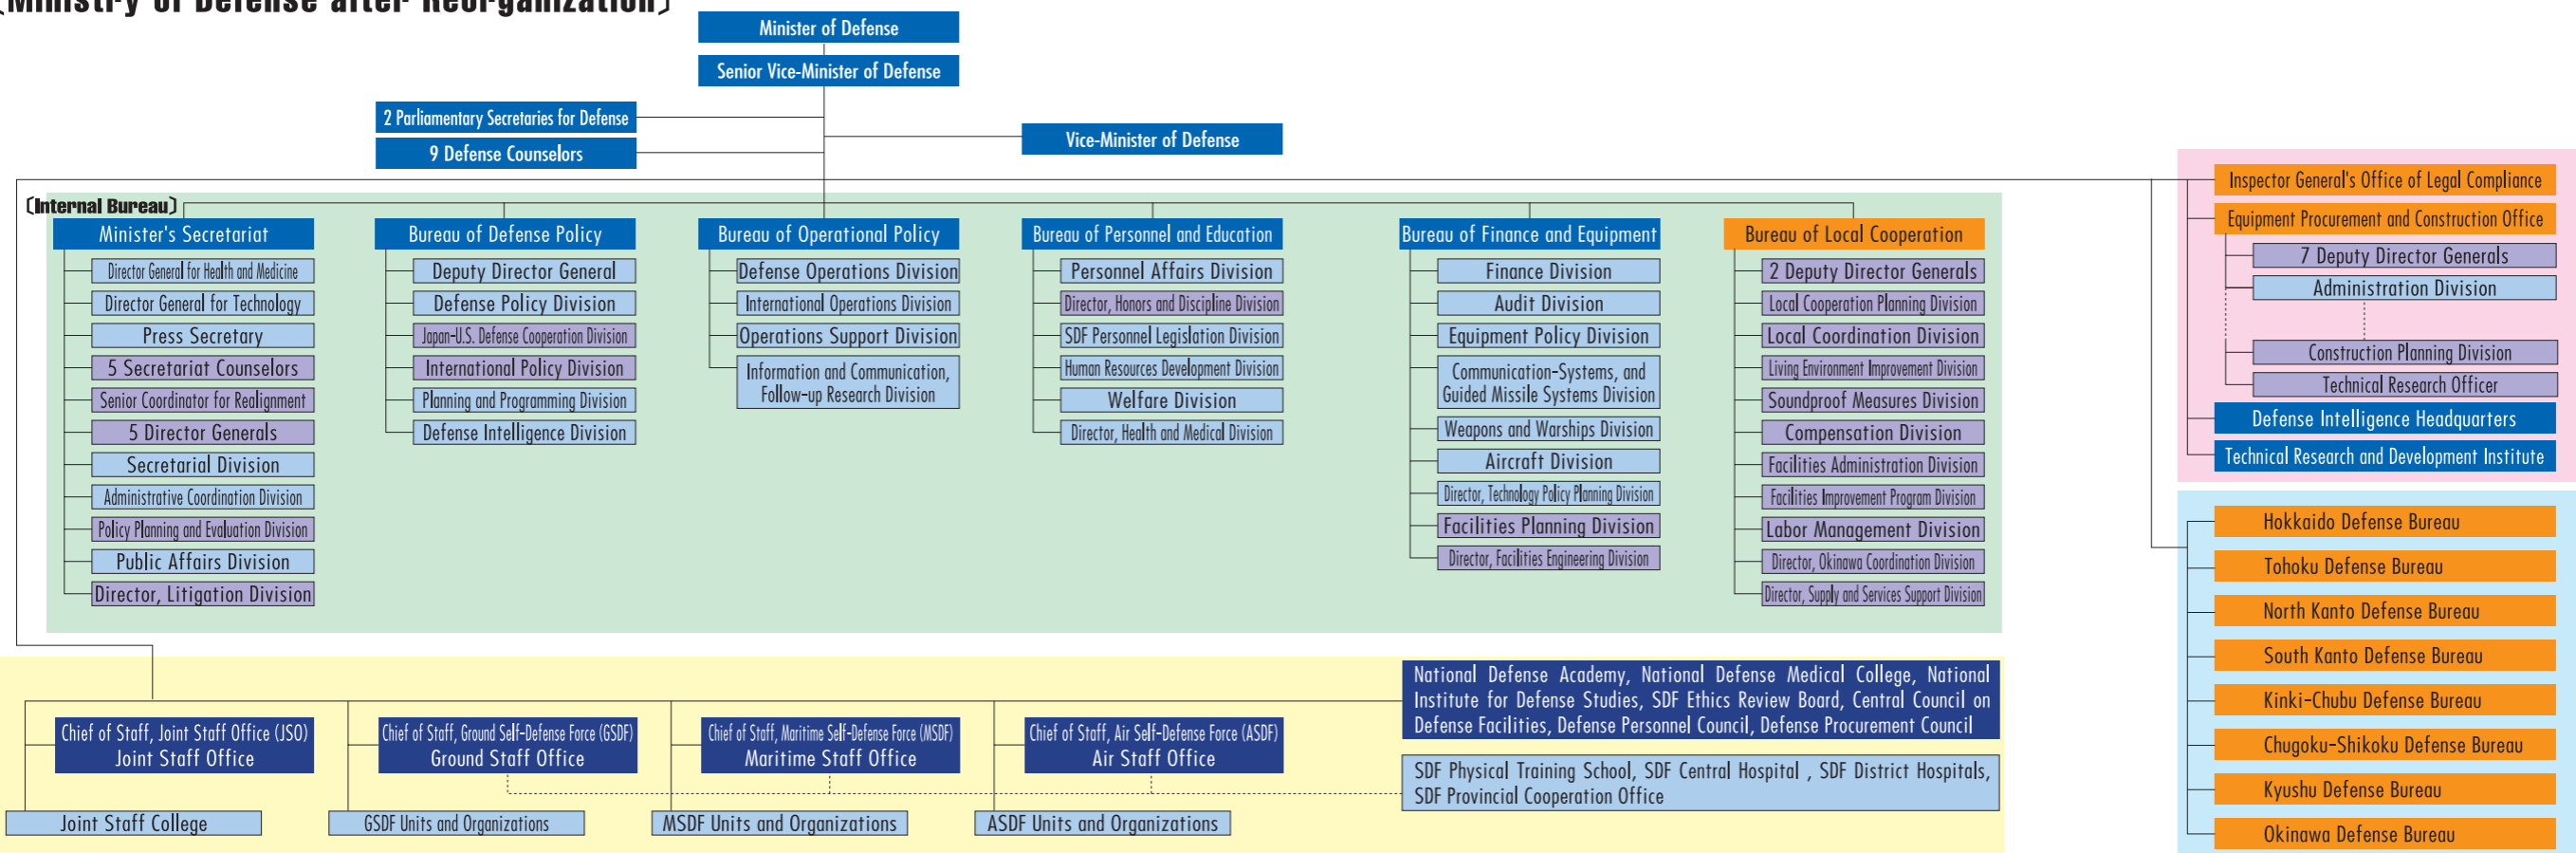 〔Ministry of Defense after Reorganization〕
Minister of Defense
Senior Vice-Minister of Defense
2 Parliamentary Secretaries for Defense
9 Defense Counselors
Vice-Minister of Defense
〔Internal Bureau〕
Minister's Secretariat
Director General for Health and Medicine
Director General for Technology
Press Secretary
5 Secretariat Counselors
Senior Coordinator for Realignment
5 Director Generals
Secretarial Division
Administrative Coordination Division
Policy Planning and Evaluation Division
Public Affairs Division
Director, Litigation Division
Bureau of Defense Policy
Deputy Director General
Defense Policy Division
Japan-U.S. Defense Cooperation Division
International Policy Division
Planning and Programming Division
Defense Intelligence Division
Bureau of Operational Policy
Defense Operations Division
International Operations Division
Operations Support Division
Information and Communication,
Follow-up Research Division
Bureau of Personnel and Education
Personnel Affairs Division
Director, Honors and Discipline Division
SDF Personnel Legislation Division
Human Resources Development Division
Welfare Division
Director, Health and Medical Division
Bureau of Finance and Equipment
Finance Division
Audit Division
Equipment Policy Division
Communication-Systems, and
Guided Missile Systems Division
Weapons and Warships Division
Aircraft Division
Director, Technology Policy Planning Division
Facilities Planning Division
Director, Facilities Engineering Division
Bureau of Local Cooperation
2 Deputy Director Generals
Local Cooperation Planning Division
Local Coordination Division
Living Environment Improvement Division
Soundproof Measures Division
Compensation Division
Facilities Administration Division
Facilities Improvement Program Division
Labor Management Division
Director, Okinawa Coordination Division
Director, Supply and Services Support Division
Inspector General's Office of Legal Compliance
Equipment Procurement and Construction Office
7 Deputy Director Generals
Administration Division
Construction Planning Division
Technical Research Officer
Defense Intelligence Headquarters
Technical Research and Development Institute
Hokkaido Defense Bureau
Tohoku Defense Bureau
North Kanto Defense Bureau
South Kanto Defense Bureau
Kinki-Chubu Defense Bureau
Chugoku-Shikoku Defense Bureau
Kyushu Defense Bureau
Okinawa Defense Bureau
Chief of Staff, Joint Staff Office (JSO)
Joint Staff Office
Chief of Staff, Ground Self-Defense Force (GSDF)
Ground Staff Office
Chief of Staff, Maritime Self-Defense Force (MSDF)
Maritime Staff Office
Chief of Staff, Air Self-Defense Force (ASDF)
Air Staff Office
National Defense Academy, National Defense Medical College, National
Institute for Defense Studies, SDF Ethics Review Board, Central Council on
Defense Facilities, Defense Personnel Council, Defense Procurement Council
SDF Physical Training School, SDF Central Hospital , SDF District Hospitals,
SDF Provincial Cooperation Office
Joint Staff College
GSDF Units and Organizations
MSDF Units and Organizations
ASDF Units and Organizations